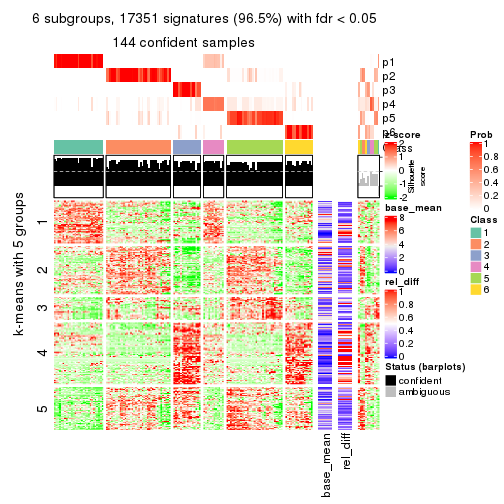 6 subgroups, 17351 signatures (96.5%) with fdr < 0.05
144 confident samples
p1
p2
p3
p4
p5
p6
z-score
2
1
0
-1
-2
Class
Silhouette
score
Prob
1
0.8
0.6
0.4
0.2
0
base_mean
8
6
4
2
0
Class
1
2
3
4
5
6
rel_diff
1
0.8
0.6
0.4
0.2
0
Status (barplots)
confident
ambiguous
k-means with 5 groups
1
2
3
4
5
base_mean
rel_diff